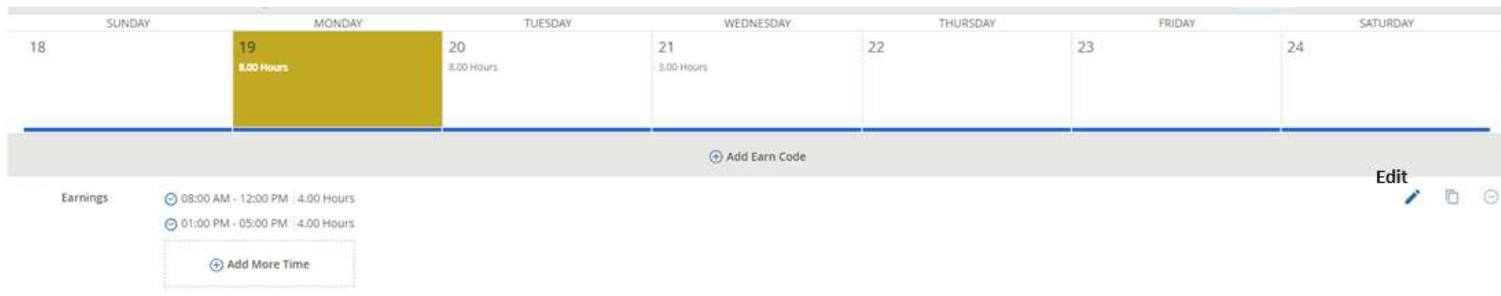 SUNDAY MONDAY TUESDAY WEDNESDAY THURSDAY FRIDAY SATURDAY
18 19 20 21 22 23 24
8.00 Hours 8.00 Hours 3.00 Hours
Add Earn Code
Edit
Earnings 08:00 AM - 12:00 PM 4.00 Hours
01:00 PM - 05:00 PM 4.00 Hours
Add More Time